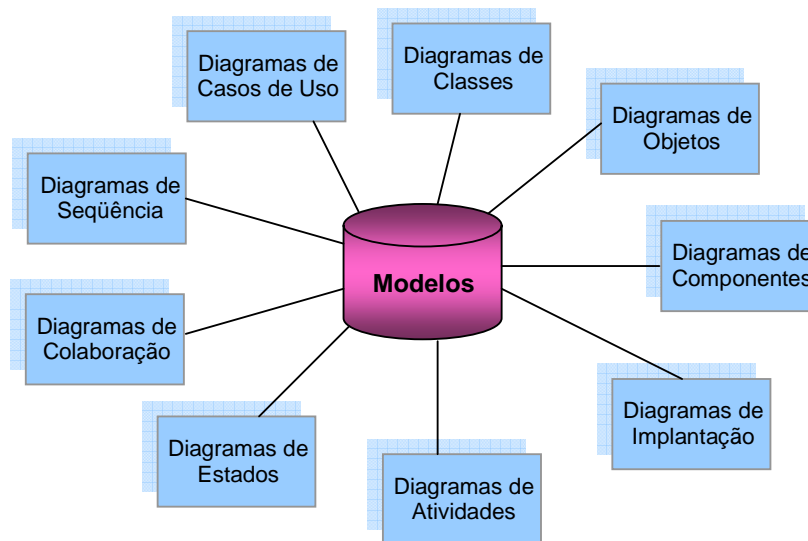 Diagramas de
Casos de Uso
Diagramas de
Classes
Diagramas de
Objetos
Diagramas de
Seqüência
Diagramas de
Componentes
Modelos
Diagramas de
Colaboração
Diagramas de
Implantação
Diagramas de
Estados
Diagramas de
Atividades